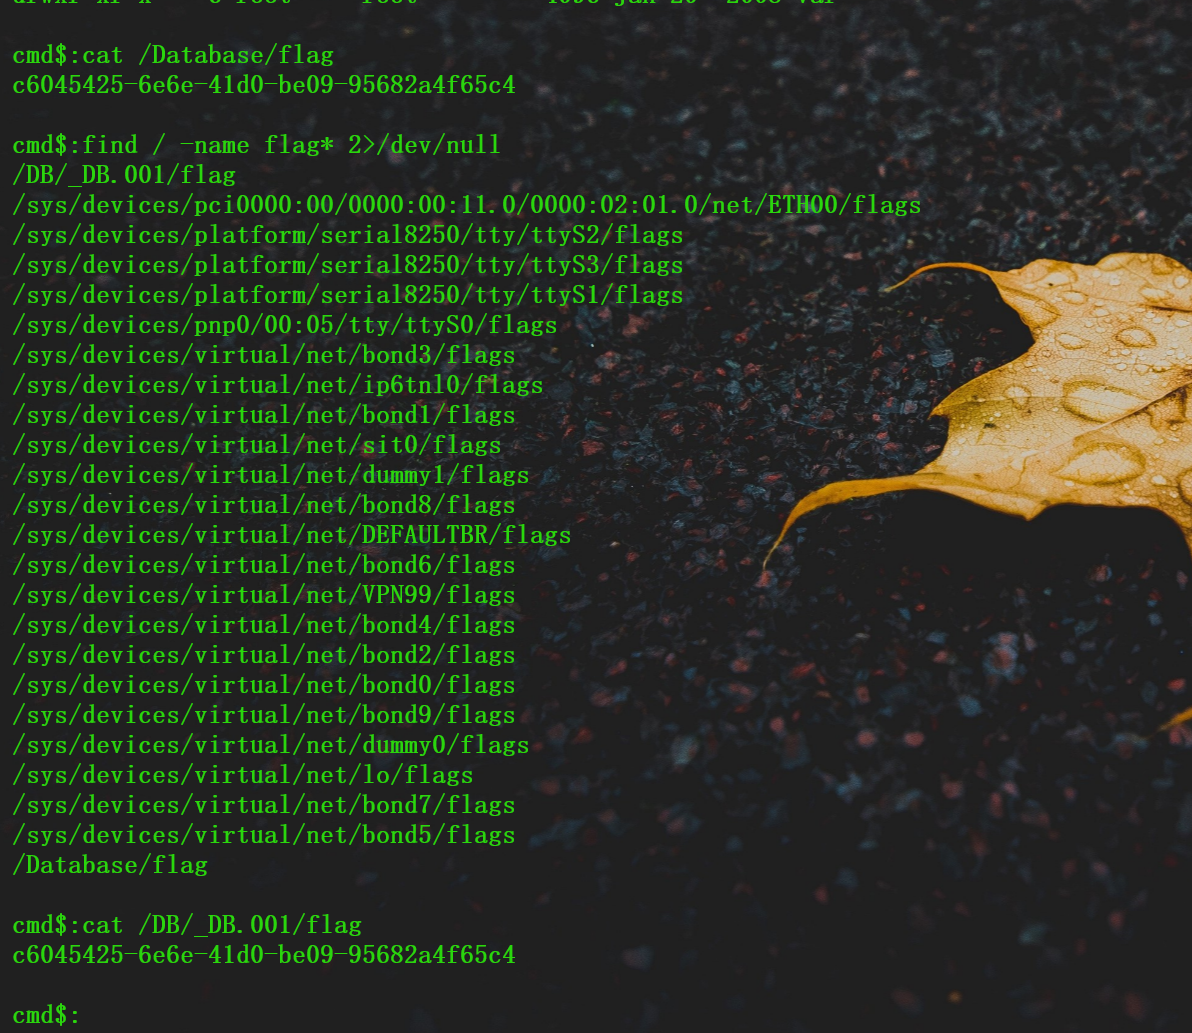 cmd$:cat /Database/flag
c6045425-6e6e-41d0-be09-95682a4f65c4
cmd$:find / -name flag* 2>/dev/null
/DB/_DB.001/flag
/sys/devices/pci0000:00/0000:00:11.0/0000:02:01.0/net/ETH00/flags
/sys/devices/platform/serial8250/tty/ttyS2/flags
/sys/devices/platform/serial8250/tty/ttyS3/flags
/sys/devices/platform/serial8250/tty/ttyS1/flags
/sys/devices/pnp0/00:05/tty/ttyS0/flags
/sys/devices/virtual/net/bond3/flags
/sys/devices/virtual/net/ip6tnl0/flags
/sys/devices/virtual/net/bond1/flags
/sys/devices/virtual/net/sit0/flags
/sys/devices/virtual/net/dummy1/flags
/sys/devices/virtual/net/bond8/flags
/sys/devices/virtual/net/DEFAULTBR/flags
/sys/devices/virtual/net/bond6/flags
/sys/devices/virtual/net/VPN99/flags
/sys/devices/virtual/net/bond4/flags
/sys/devices/virtual/net/bond2/flags
/sys/devices/virtual/net/bond0/flags
/sys/devices/virtual/net/bond9/flags
/sys/devices/virtual/net/dummy0/flags
/sys/devices/virtual/net/lo/flags
/sys/devices/virtual/net/bond7/flags
/sys/devices/virtual/net/bond5/flags
/Database/flag
cmd$:cat /DB/_DB.001/flag
c6045425-6e6e-41d0-be09-95682a4f65c4
cmd$: